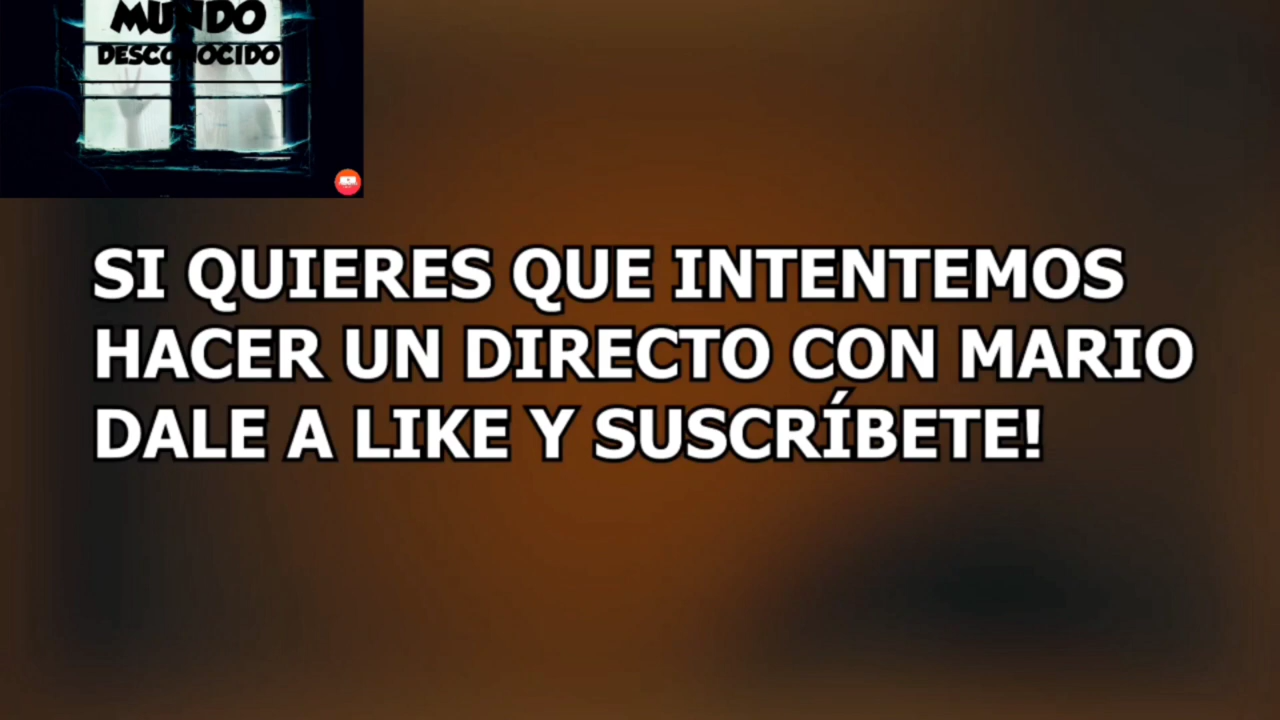 MUNDO
DESCONOCIDO
SI QUIERES QUE INTENTEMOS
HACER UN DIRECTO CON MARIO
DALE A LIKE Y SUSCRÍBETE!